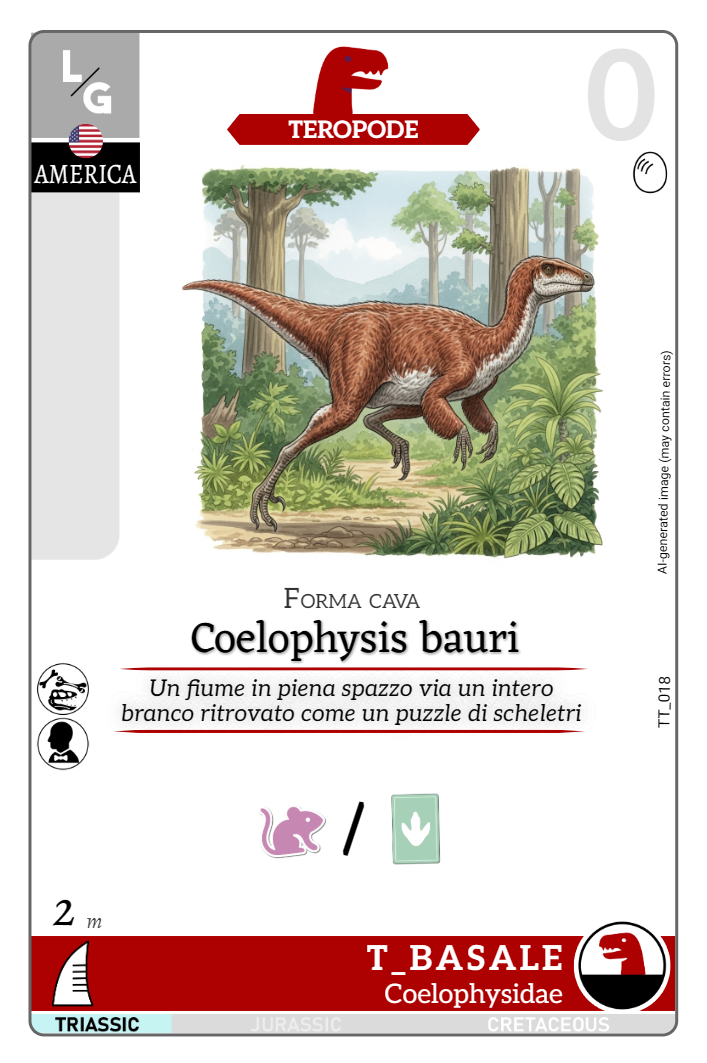 L/G
0
TEROPODE
AMERICA
AI-generated image (may contain errors)
FORMA CAVA
Coelophysis bauri
Un fiume in piena spazzo via un intero
branco ritrovato come un puzzle di scheletri
TT_018
/
2 m
T_BASALE
Coelophysidae
TRIASSIC JURASSIC CRETACEOUS